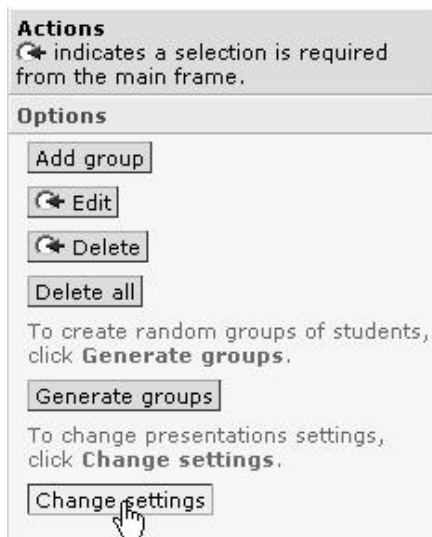 Actions
indicates a selection is required
from the main frame.
Options
Add group
Edit
Delete
Delete all
To create random groups of students,
click Generate groups.
Generate groups
To change presentations settings,
click Change settings.
Change settings